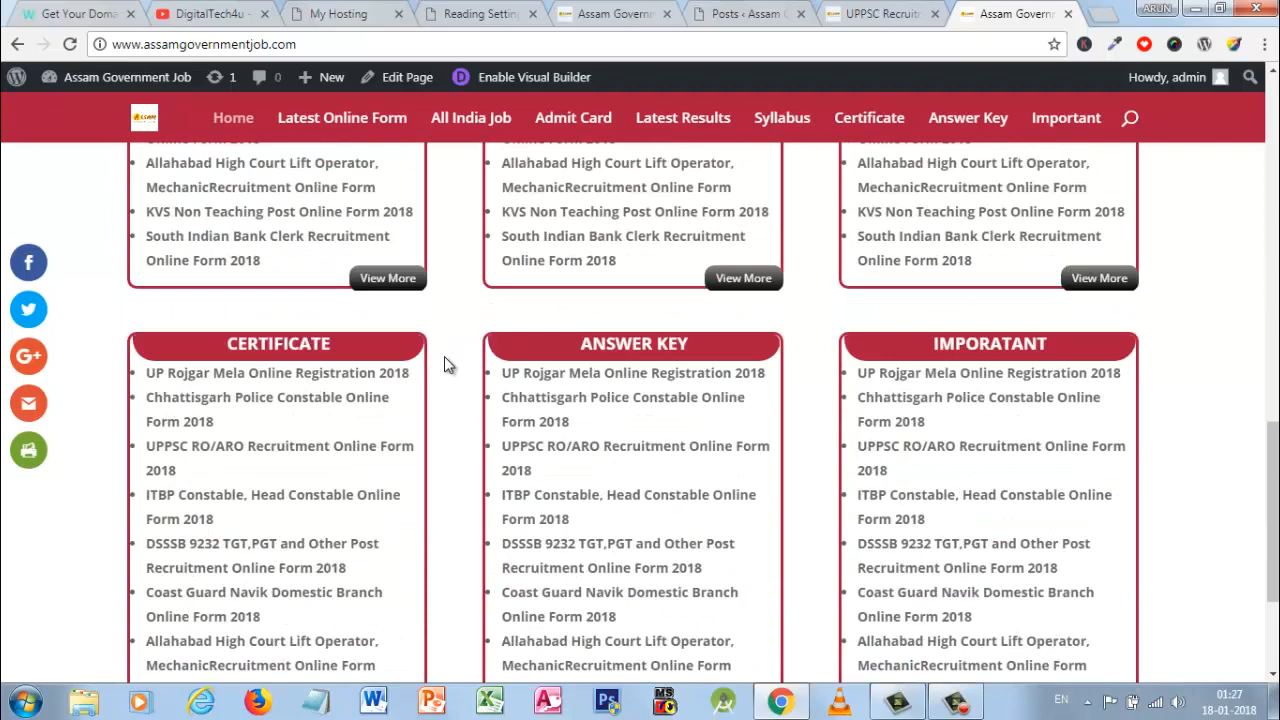 Get Your Doma
DigitalTech4u -
My Hosting
Reading Settin
Assam Governm
Posts ‹ Assam
UPPSC Recruitm
Assam Governm
ARUN
www.assamgovernmentjob.com
Assam Government Job
1
0
New
Edit Page
D
Enable Visual Builder
Howdy, admin
ASSAM
Home
Latest Online Form
All India Job
Admit Card
Latest Results
Syllabus
Certificate
Answer Key
Important
Allahabad High Court Lift Operator,
MechanicRecruitment Online Form
KVS Non Teaching Post Online Form 2018
South Indian Bank Clerk Recruitment
Online Form 2018
View More
Allahabad High Court Lift Operator,
MechanicRecruitment Online Form
KVS Non Teaching Post Online Form 2018
South Indian Bank Clerk Recruitment
Online Form 2018
View More
Allahabad High Court Lift Operator,
MechanicRecruitment Online Form
KVS Non Teaching Post Online Form 2018
South Indian Bank Clerk Recruitment
Online Form 2018
View More
CERTIFICATE
UP Rojgar Mela Online Registration 2018
Chhattisgarh Police Constable Online
Form 2018
UPPSC RO/ARO Recruitment Online Form
2018
ITBP Constable, Head Constable Online
Form 2018
DSSSB 9232 TGT,PGT and Other Post
Recruitment Online Form 2018
Coast Guard Navik Domestic Branch
Online Form 2018
Allahabad High Court Lift Operator,
MechanicRecruitment Online Form
ANSWER KEY
UP Rojgar Mela Online Registration 2018
Chhattisgarh Police Constable Online
Form 2018
UPPSC RO/ARO Recruitment Online Form
2018
ITBP Constable, Head Constable Online
Form 2018
DSSSB 9232 TGT,PGT and Other Post
Recruitment Online Form 2018
Coast Guard Navik Domestic Branch
Online Form 2018
Allahabad High Court Lift Operator,
MechanicRecruitment Online Form
IMPORATANT
UP Rojgar Mela Online Registration 2018
Chhattisgarh Police Constable Online
Form 2018
UPPSC RO/ARO Recruitment Online Form
2018
ITBP Constable, Head Constable Online
Form 2018
DSSSB 9232 TGT,PGT and Other Post
Recruitment Online Form 2018
Coast Guard Navik Domestic Branch
Online Form 2018
Allahabad High Court Lift Operator,
MechanicRecruitment Online Form
EN
01:27
18-01-2018